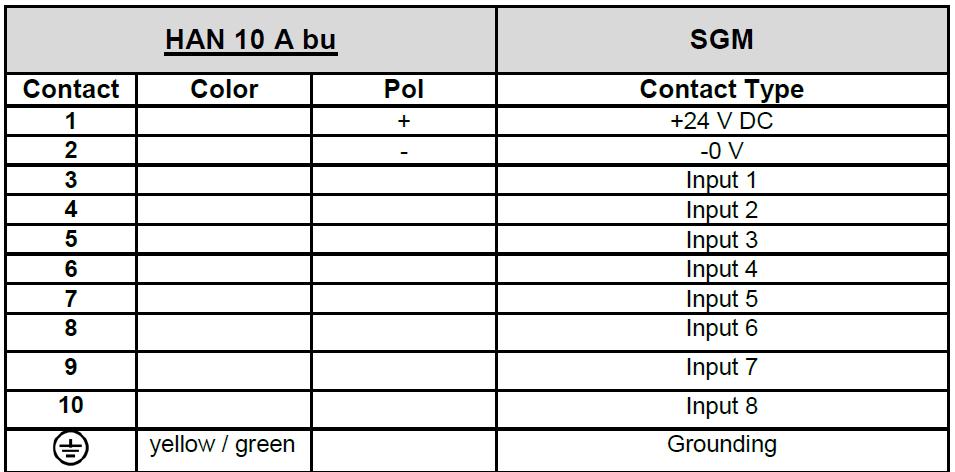 HAN 10 A bu SGM
Contact Color Pol Contact Type
1 + +24 V DC
2 - -0 V
3 Input 1
4 Input 2
5 Input 3
6 Input 4
7 Input 5
8 Input 6
9 Input 7
10 Input 8
yellow / green Grounding